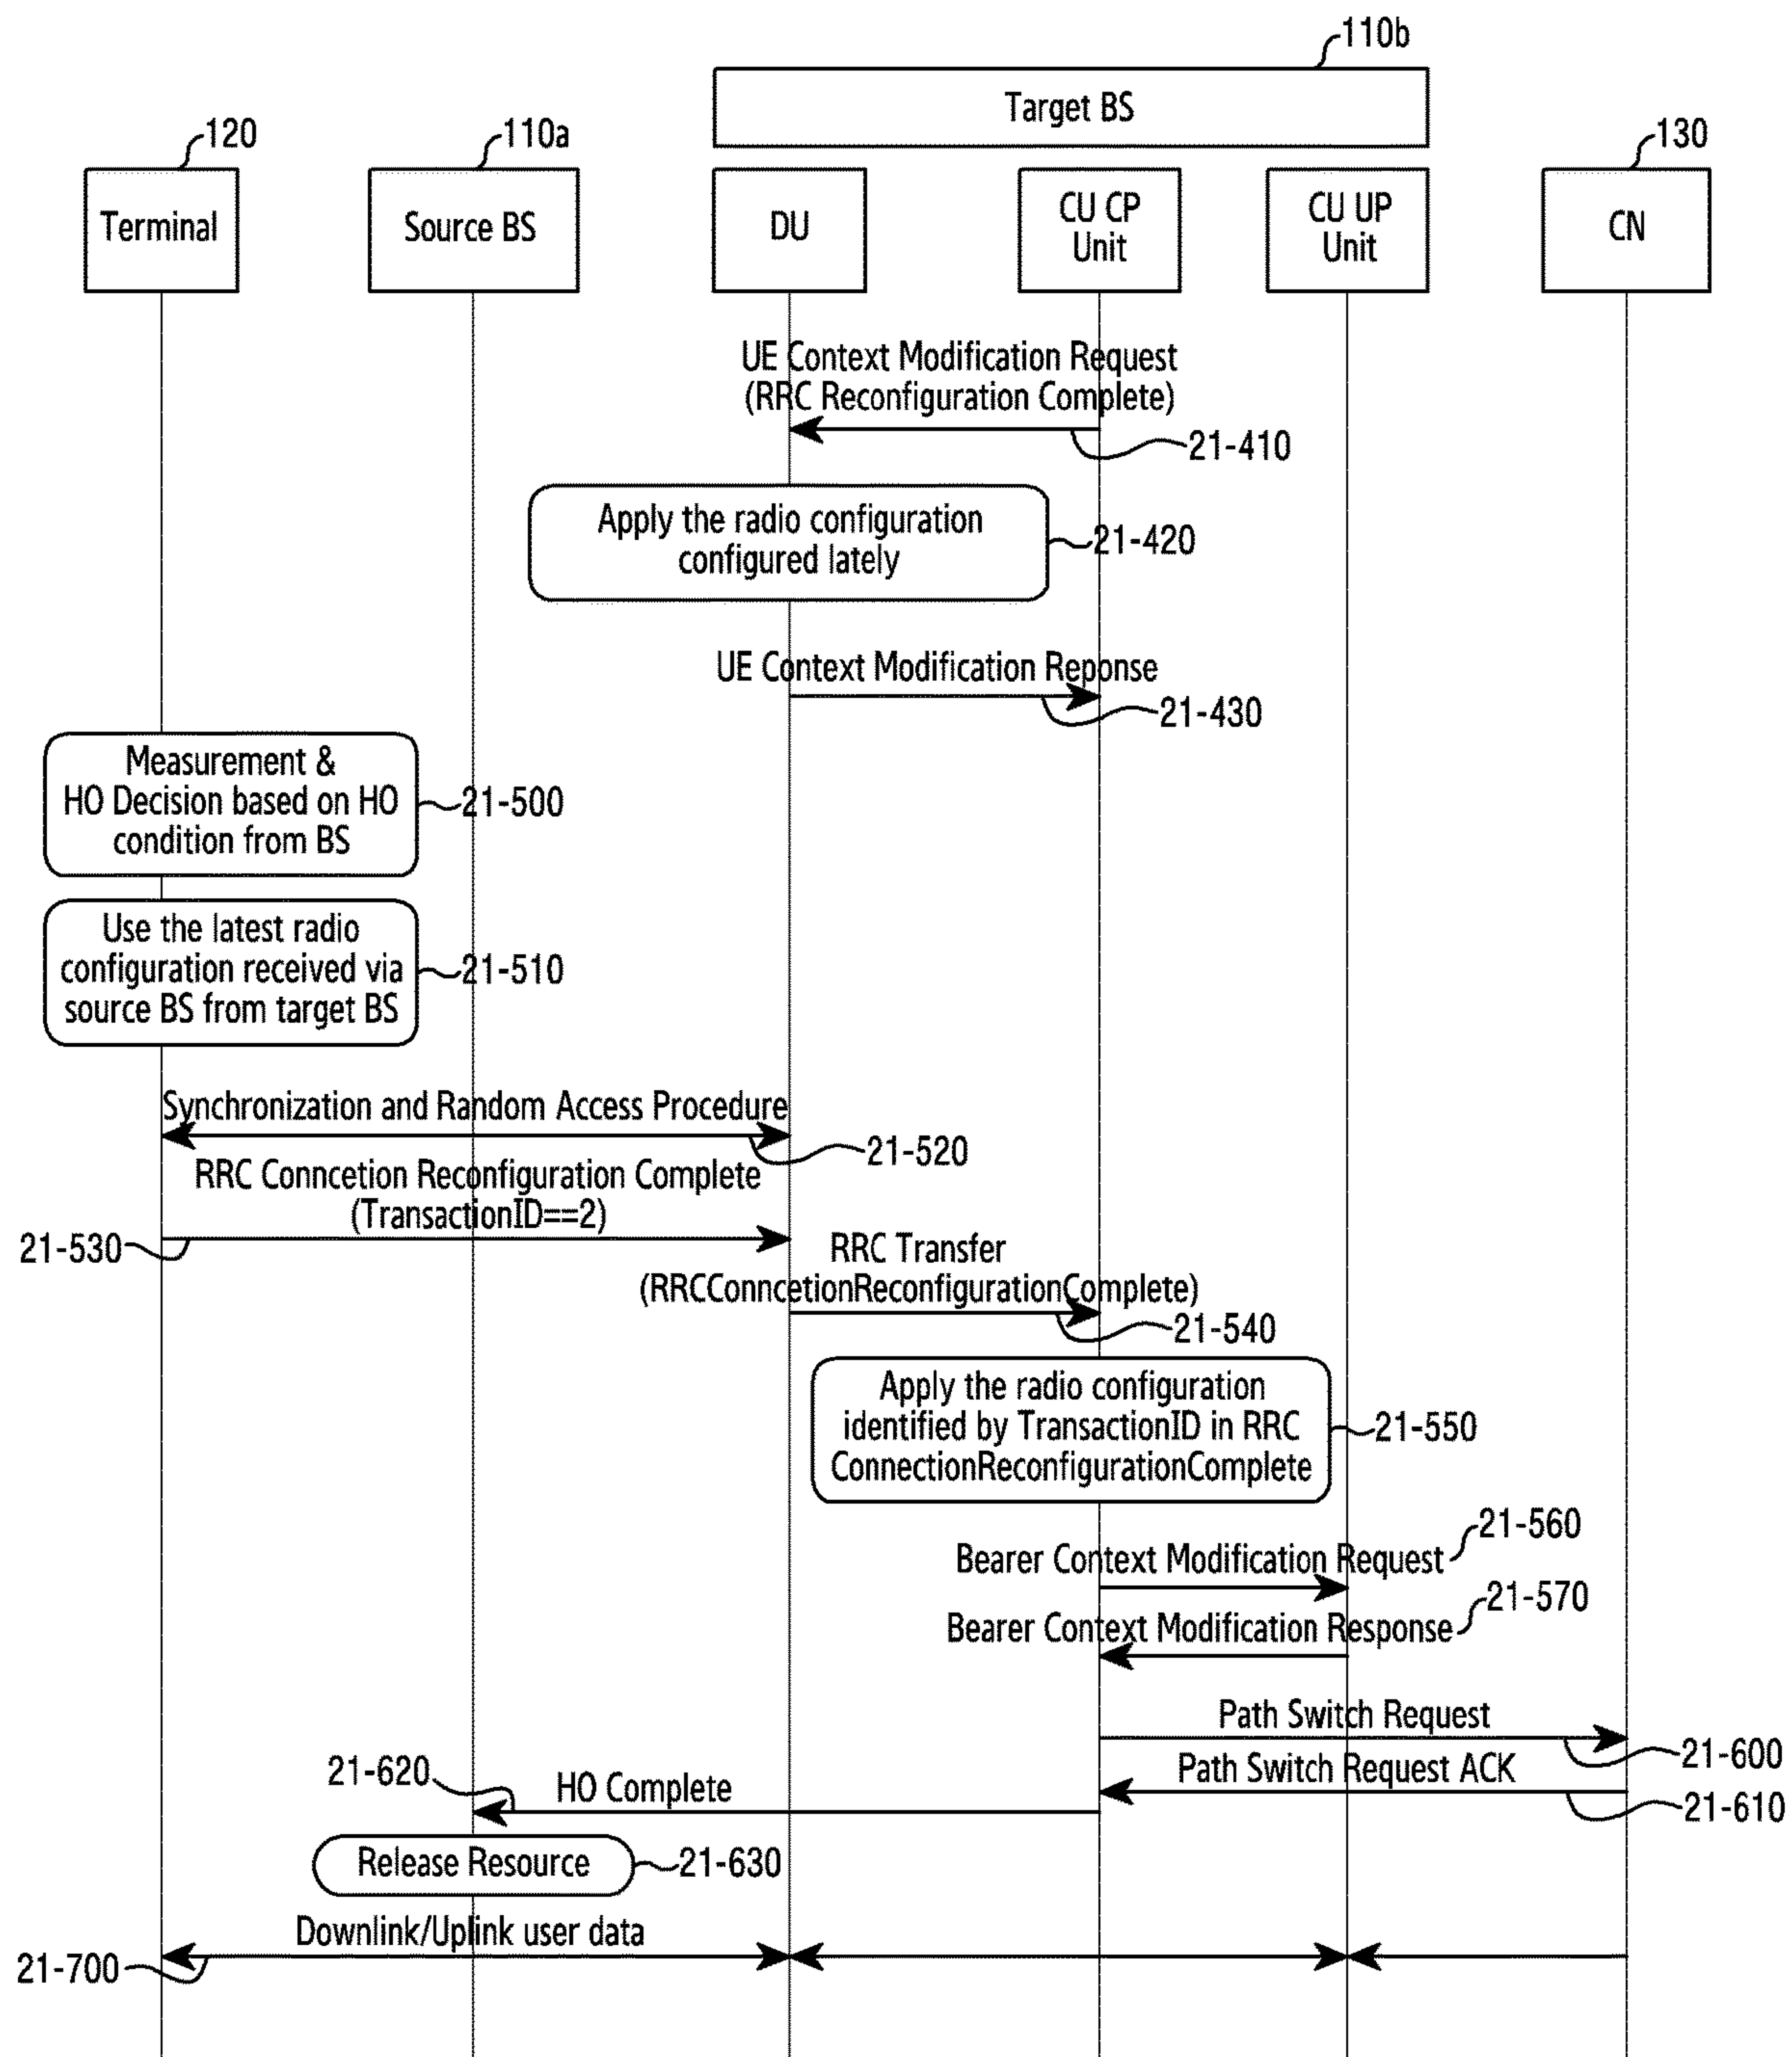 110b
Target BS
120
110a
130
Terminal
Source BS
DU
CU CP
Unit
CU UP
Unit
CN
UE Context Modification Request
(RRC Reconfiguration Complete)
21-410
Apply the radio configuration
configured lately
21-420
UE Context Modification Reponse
21-430
Measurement &
HO Decision based on HO
condition from BS
21-500
Use the latest radio
configuration received via
source BS from target BS
21-510
Synchronization and Random Access Procedure
21-520
RRC Conncetion Reconfiguration Complete
(TransactionID==2)
21-530
RRC Transfer
(RRCConncetionReconfigurationComplete)
21-540
Apply the radio configuration
identified by TransactionID in RRC
ConnectionReconfigurationComplete
21-550
21-560
Bearer Context Modification Request
21-570
Bearer Context Modification Response
Path Switch Request
21-600
Path Switch Request ACK
21-610
21-620
HO Complete
Release Resource
21-630
Downlink/Uplink user data
21-700